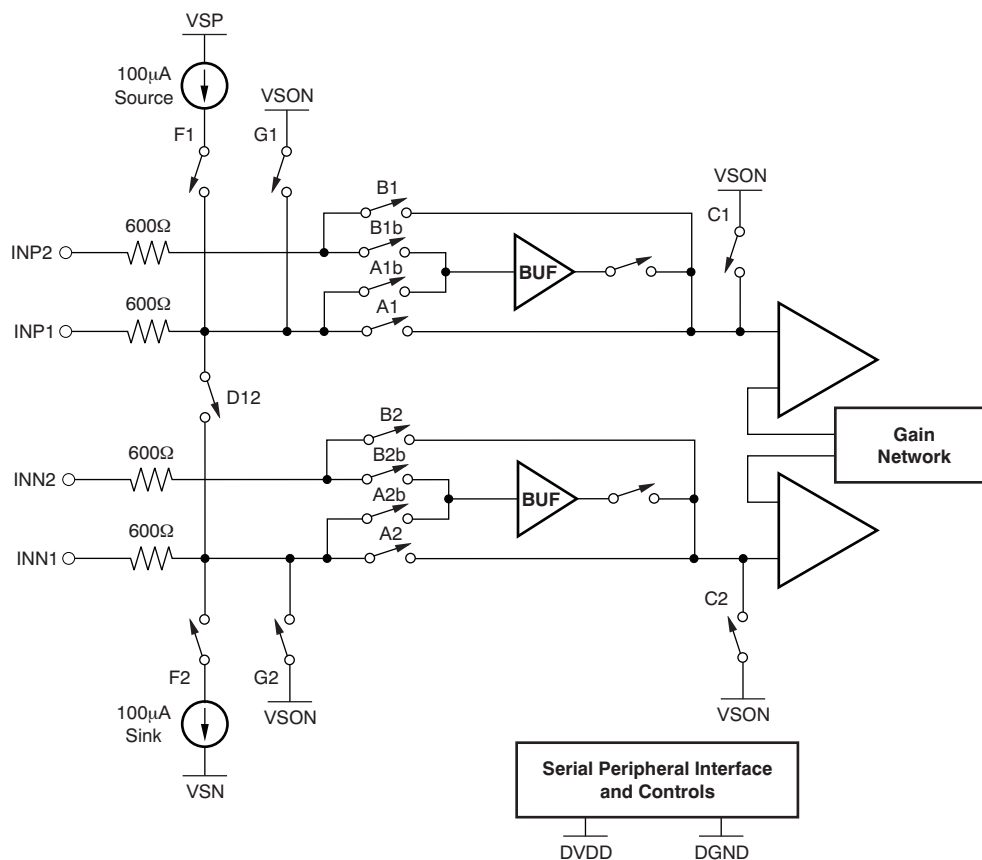 VSP
100μA
Source
VSON
F1
G1
VSON
B1
C1
600Ω
B1b
INP2
BUF
A1b
600Ω
A1
INP1
D12
Gain
Network
B2
600Ω
B2b
INN2
BUF
A2b
600Ω
A2
INN1
C2
F2
G2
100μA
Sink
VSON
VSON
VSN
Serial Peripheral Interface
and Controls
DVDD
DGND